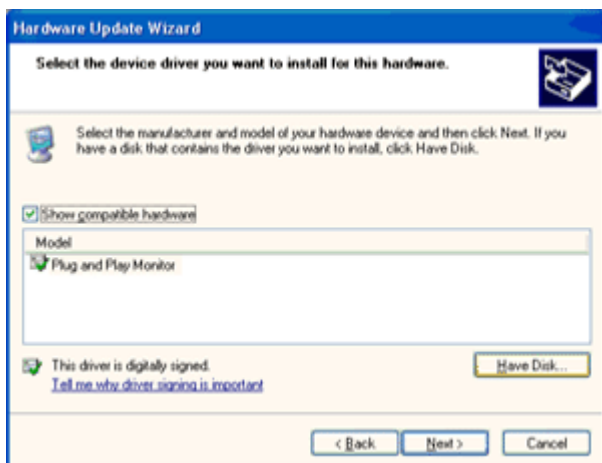 Hardware Update Wizard
Select the device driver you want to install for this hardware.
Select the manufacturer and model of your hardware device and then click Next. If you
have a disk that contains the driver you want to install, click Have Disk.
Show compatible hardware
Model
Plug and Play Monitor
This driver is digitally signed.
Have Disk...
Tell me why driver signing is important
< Back
Next >
Cancel